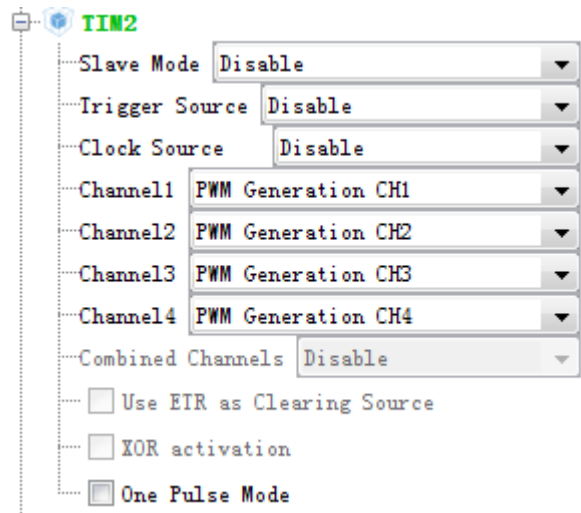 TIM2
Slave Mode Disable
Trigger Source Disable
Clock Source Disable
Channel1 PWM Generation CH1
Channel2 PWM Generation CH2
Channel3 PWM Generation CH3
Channel4 PWM Generation CH4
Combined Channels Disable
Use ETR as Clearing Source
XOR activation
One Pulse Mode